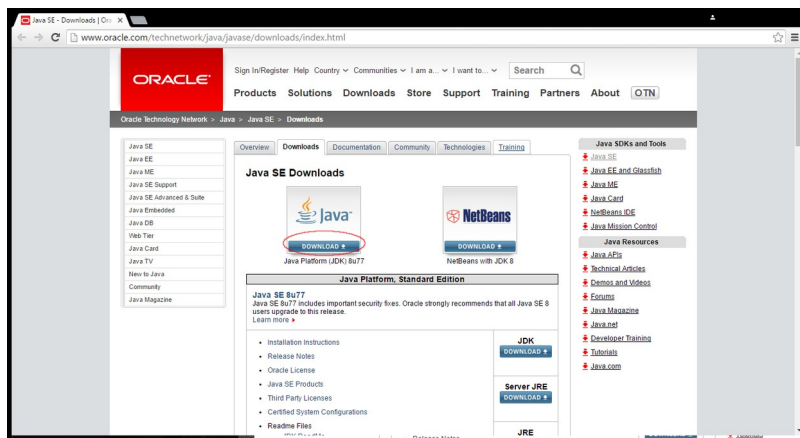 Java SE - Downloads | Ora
www.oracle.com/technetwork/java/javase/downloads/index.html
ORACLE
Sign In/Register Help Country Communities I am a... I want to... Search
Products Solutions Downloads Store Support Training Partners About OTN
Oracle Technology Network > Java > Java SE > Downloads
Java SE
Java EE
Java ME
Java SE Support
Java SE Advanced & Suite
Java Embedded
Java DB
Web Tier
Java Card
Java TV
New to Java
Community
Java Magazine
Overview Downloads Documentation Community Technologies Training
Java SE Downloads
Java
NetBeans
DOWNLOAD
DOWNLOAD
Java Platform (JDK) 8u77
NetBeans with JDK 8
Java Platform, Standard Edition
Java SE 8u77
Java SE 8u77 includes important security fixes. Oracle strongly recommends that all Java SE 8
users upgrade to this release.
Learn more
• Installation Instructions
• Release Notes
• Oracle License
• Java SE Products
• Third Party Licenses
• Certified System Configurations
• Readme Files
JDK ReadMe
JDK
DOWNLOAD
Server JRE
DOWNLOAD
JRE
Release Notes
Java SDKs and Tools
Java SE
Java EE and Glassfish
Java ME
Java Card
NetBeans IDE
Java Mission Control
Java Resources
Java APIs
Technical Articles
Demos and Videos
Forums
Java Magazine
Java.net
Developer Training
Tutorials
Java.com